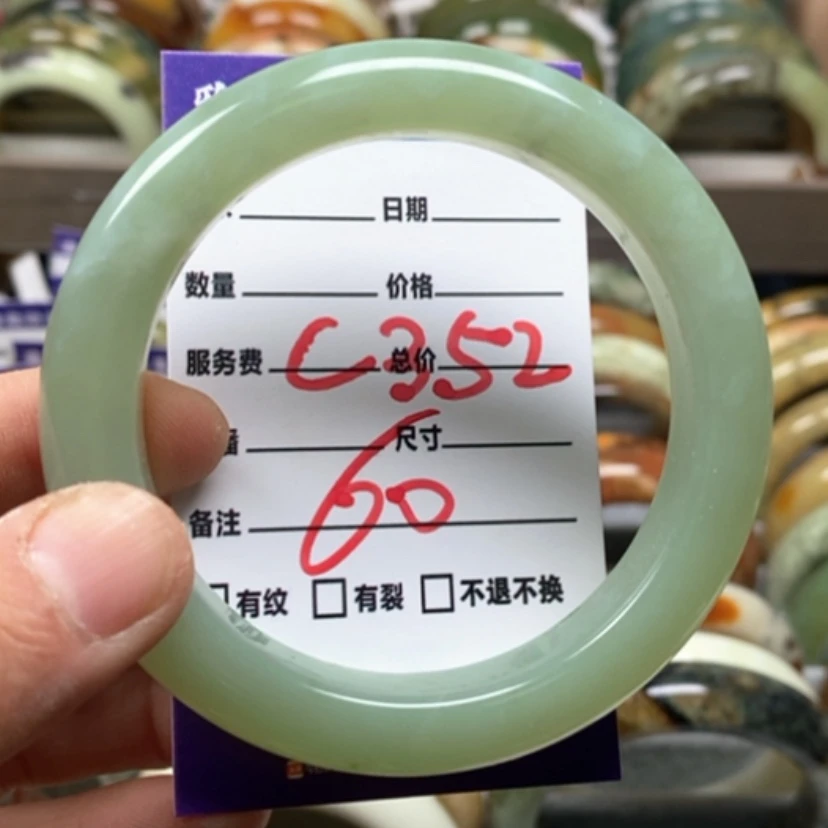 日期
数量 价格
服务费 总价
C352
尺寸
60
备注
有纹 有裂 不退不换